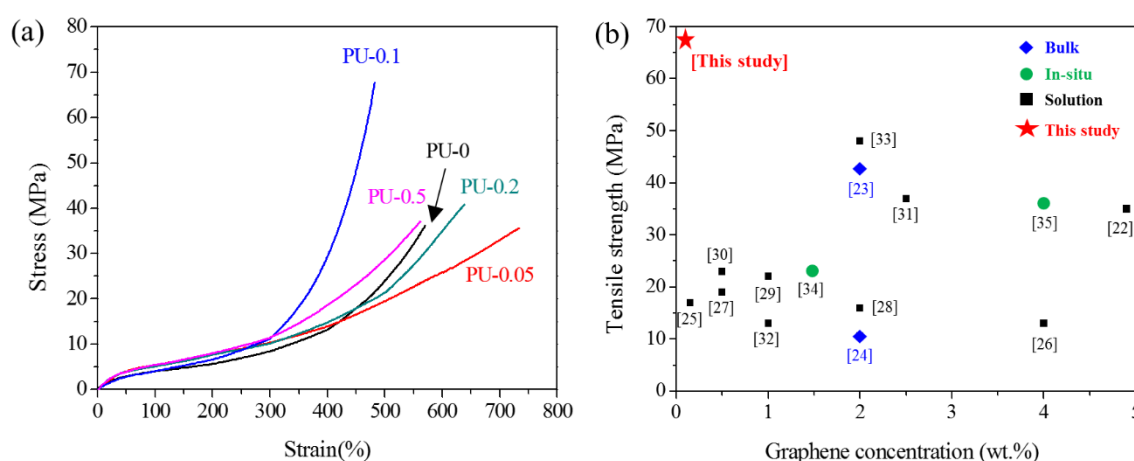 (a)
80
70
60
50
40
30
20
10
0
Stress (MPa)
PU-0.1
PU-0
PU-0.5
PU-0.2
PU-0.05
0 100 200 300 400 500 600 700 800
Strain(%)
(b)
70
60
50
40
30
20
10
0
Tensile strength (MPa)
[This study]
Bulk
In-situ
Solution
This study
[33]
[23]
[31]
[35]
[22]
[30]
[27]
[29]
[34]
[25]
[32]
[28]
[24]
[26]
0 1 2 3 4 5
Graphene concentration (wt.%)